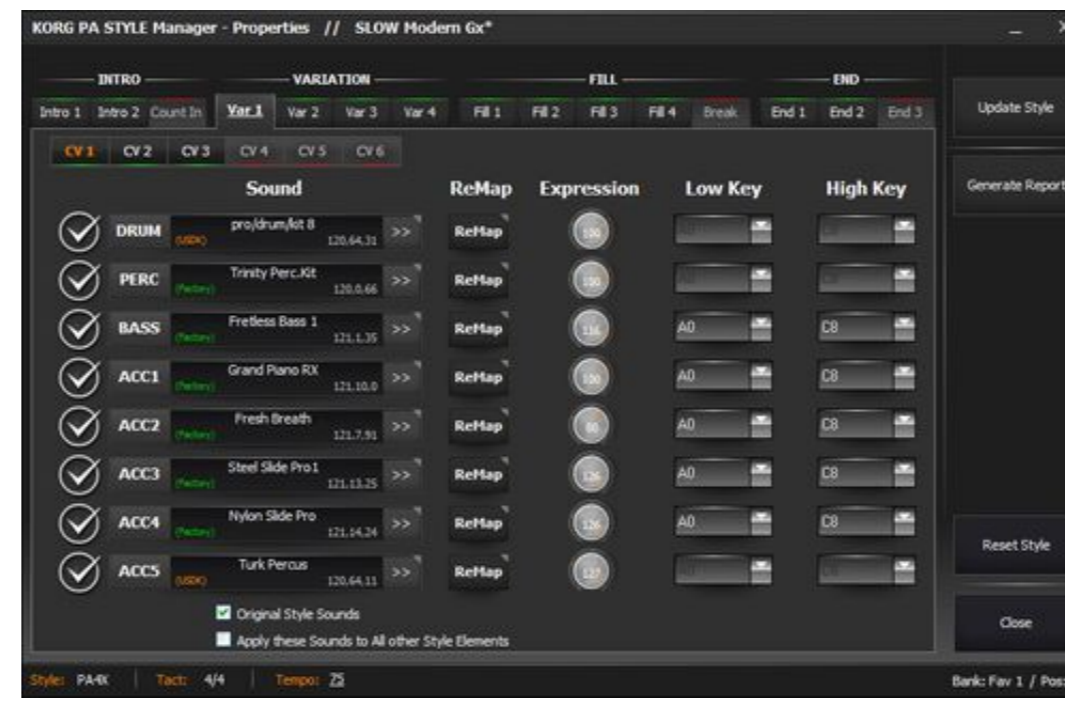 KORG PA STYLE Manager - Properties // SLOW Modern Gx*
INTRO VARIATION FILL END
Intro 1 Intro 2 Count In Var 1 Var 2 Var 3 Var 4 Fill 1 Fill 2 Fill 3 Fill 4 Break End 1 End 2 End 3
Update Style
CV 1 CV 2 CV 3 CV 4 CV 5 CV 6
Sound ReMap Expression Low Key High Key
Generate Report
DRUM (USER) pro/drum/kit 8 120,64,31 >> ReMap 100
PERC (Factory) Trinity Perc.Kit 120,0,66 >> ReMap 100
BASS (Factory) Fretless Bass 1 121,1,35 >> ReMap 116 A0 C8
ACC1 (Factory) Grand Piano RX 121,10,0 >> ReMap 100 A0 C8
ACC2 (Factory) Fresh Breath 121,7,91 >> ReMap A0 C8
ACC3 (Factory) Steel Slide Pro1 121,13,25 >> ReMap 126 A0 C8
ACC4 (Factory) Nylon Slide Pro 121,14,24 >> ReMap 126 A0 C8
Reset Style
ACC5 (USER) Turk Percus 120,64,11 >> ReMap 127
Original Style Sounds
Close
Apply these Sounds to All other Style Elements
Style: PA4X Tact: 4/4 Tempo: 75 Bank: Fav 1 / Pos: